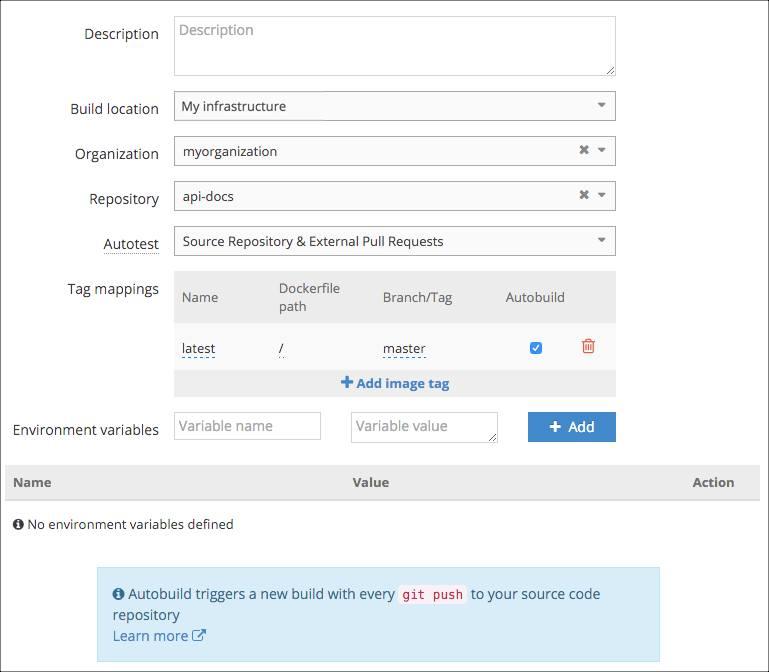 Description
Description
Build location
My infrastructure
Organization
myorganization
Repository
api-docs
Autotest
Source Repository & External Pull Requests
Tag mappings
Name
Dockerfile
path
Branch/Tag
Autobuild
latest
/
master
Add image tag
Environment variables
Variable name
Variable value
Add
Name
Value
Action
No environment variables defined
Autobuild triggers a new build with every git push to your source code
repository
Learn more